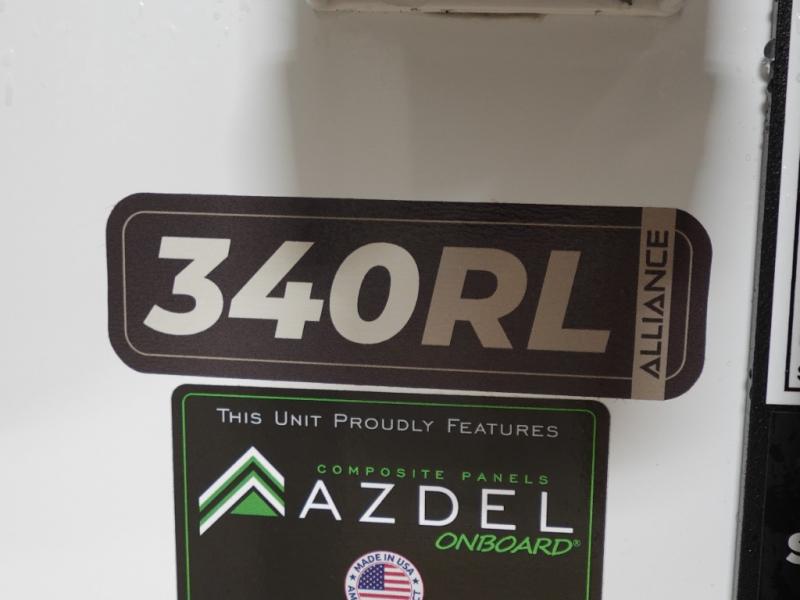 340RL
ALLIANCE
THIS UNIT PROUDLY FEATURES
COMPOSITE PANELS
AZDEL
ONBOARD®
MADE IN USA